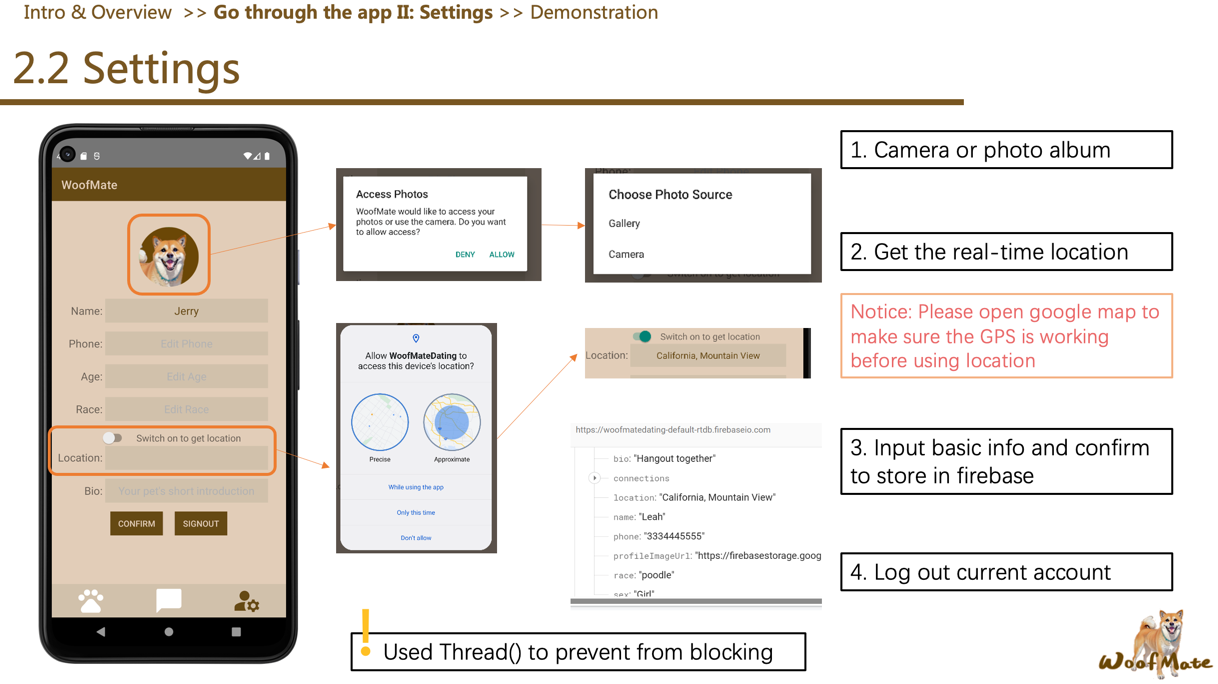 Intro & Overview >> Go through the app II: Settings >> Demonstration
2.2 Settings
WoofMate
Name: Jerry
Phone: Edit Phone
Age: Edit Age
Race: Edit Race
Switch on to get location
Location:
Bio: Your pet's short introduction
CONFIRM SIGNOUT
Access Photos
WoofMate would like to access your
photos or use the camera. Do you want
to allow access?
DENY ALLOW
Phone:
Choose Photo Source
Gallery
Camera
Switch on to get location
Allow WoofMateDating to
access this device's location?
Precise Approximate
While using the app
Only this time
Don't allow
Switch on to get location
Location: California, Mountain View
https://woofmatedating-default-rtdb.firebaseio.com
bio: "Hangout together"
connections
location: "California, Mountain View"
name: "Leah"
phone: "3334445555"
profileImageUrl: "https://firebasestorage.goog
race: "poodle"
sex: "Girl"
1. Camera or photo album
2. Get the real-time location
Notice: Please open google map to
make sure the GPS is working
before using location
3. Input basic info and confirm
to store in firebase
4. Log out current account
! Used Thread() to prevent from blocking
WoofMate